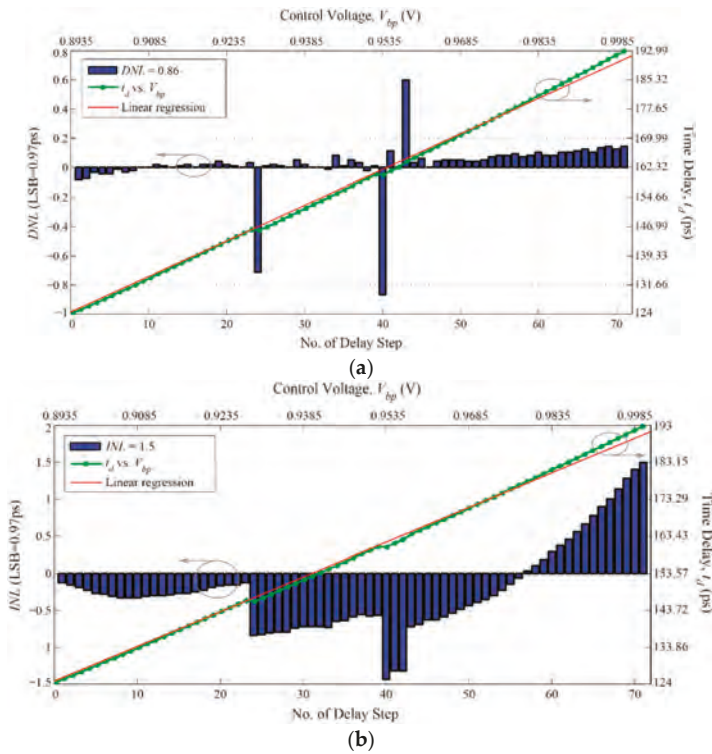 Control Voltage, Vbp (V)
0.8935 0.9085 0.9235 0.9385 0.9535 0.9685 0.9835 0.9985
0.8
0.6
0.4
0.2
0
−0.2
−0.4
−0.6
−0.8
−1
DNL (LSB=0.97ps)
DNL = 0.86
td vs. Vbp
Linear regression
192.99
185.32
177.65
169.99
162.32
154.66
146.99
139.33
131.66
124
Time Delay, td (ps)
0 10 20 30 40 50 60 70
No. of Delay Step
(a)
Control Voltage, Vbp (V)
0.8935 0.9085 0.9235 0.9385 0.9535 0.9685 0.9835 0.9985
2
1.5
1
0.5
0
−0.5
1
−1.5
INL (LSB=0.97ps)
INL = 1.5
td vs. Vbp
Linear regression
193
183.15
173.29
163.43
153.57
143.72
133.86
124
Time Delay, td (ps)
0 10 20 30 40 50 60 70
No. of Delay Step
(b)